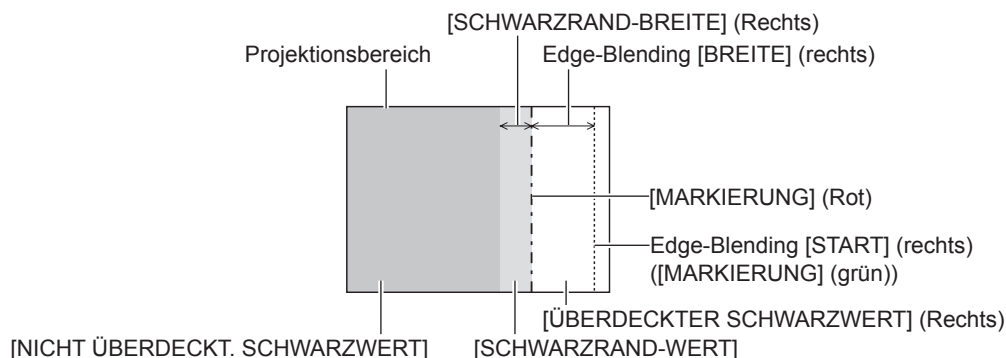 [SCHWARZRAND-BREITE] (Rechts)
Projektionsbereich
Edge-Blending [BREITE] (rechts)
[MARKIERUNG] (Rot)
Edge-Blending [START] (rechts)
([MARKIERUNG] (grün))
[ÜBERDECKTER SCHWARZWERT] (Rechts)
[NICHT ÜBERDECKT. SCHWARZWERT]
[SCHWARZRAND-WERT]